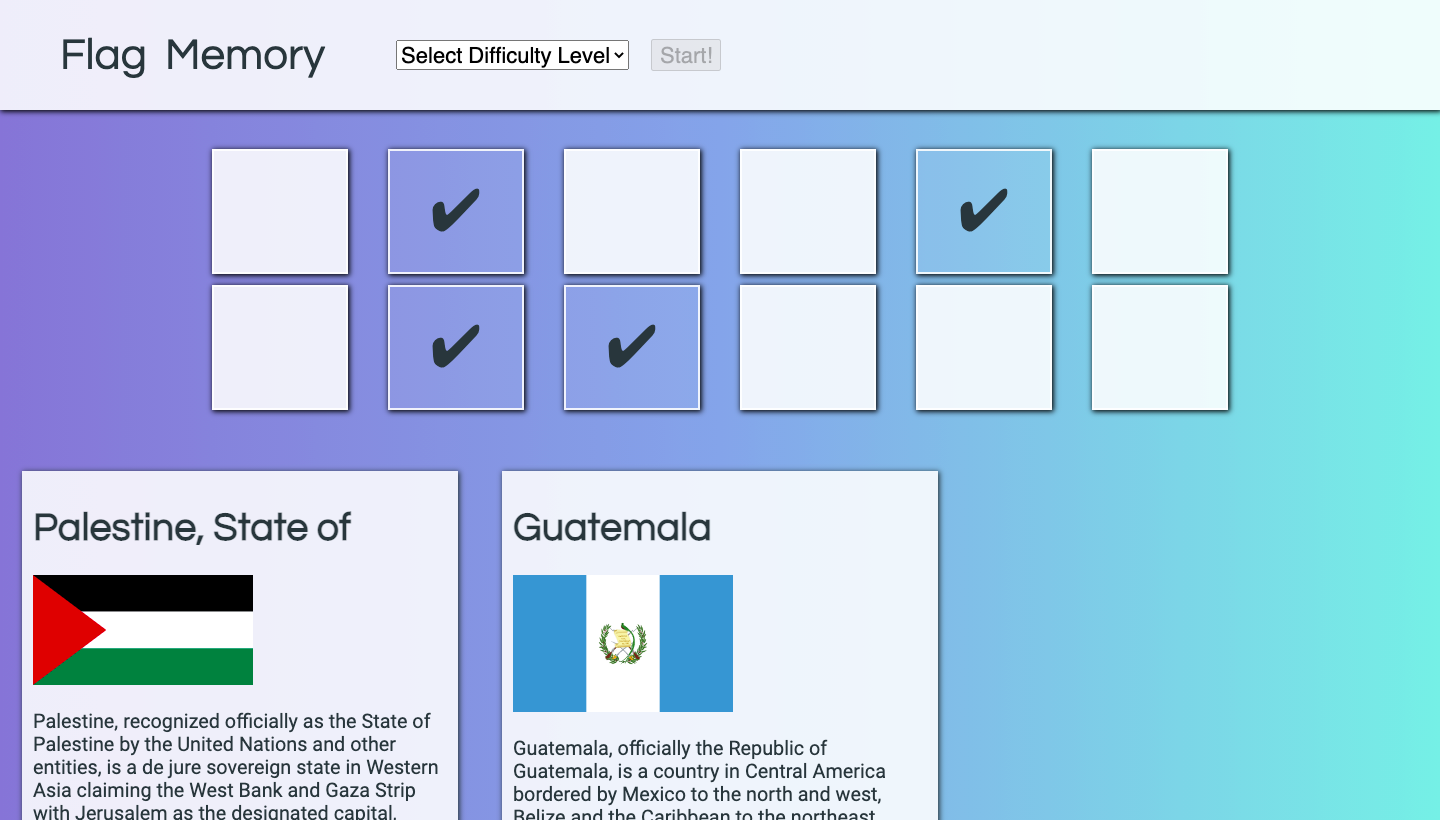 Flag Memory
Select Difficulty Level
Start!
✔ ✔
✔ ✔
Palestine, State of
Palestine, recognized officially as the State of
Palestine by the United Nations and other
entities, is a de jure sovereign state in Western
Asia claiming the West Bank and Gaza Strip
with Jerusalem as the designated capital,
Guatemala
Guatemala, officially the Republic of
Guatemala, is a country in Central America
bordered by Mexico to the north and west,
Belize and the Caribbean to the northeast,